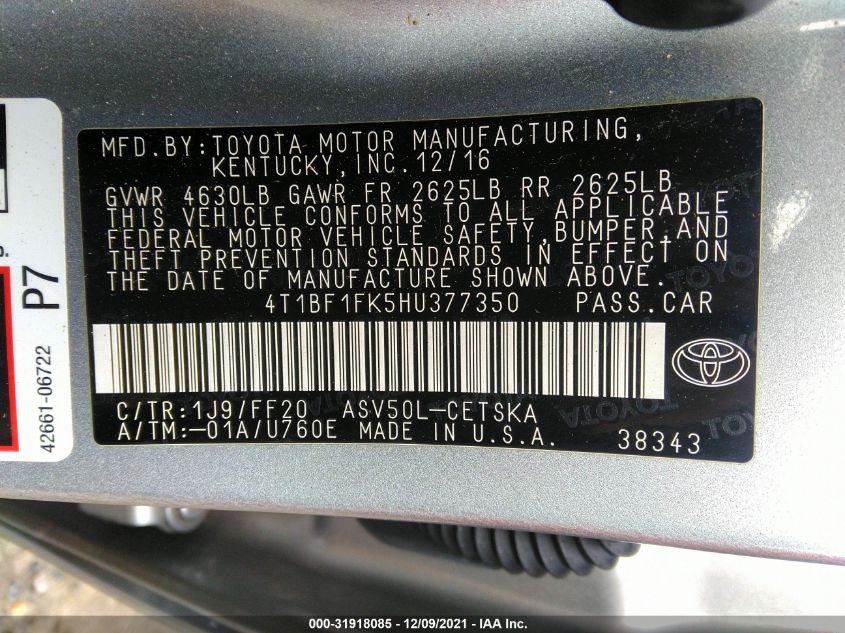 MFD.BY:TOYOTA MOTOR MANUFACTURING,
KENTUCKY,INC.12/16
GVWR 4630LB GAWR FR 2625LB RR 2625LB
THIS VEHICLE CONFORMS TO ALL APPLICABLE
FEDERAL MOTOR VEHICLE SAFETY,BUMPER,AND
THEFT PREVENTION STANDARDS IN EFFECT ON
THE DATE OF MANUFACTURE SHOWN ABOVE.
4T1BF1FK5HU377350 PASS.CAR
C/TR:1J9/FF20 ASV50L-CETSKA
A/TM:-01A/U760E MADE IN U.S.A. 38343
P7
42661-06722
000-31918085 - 12/09/2021 - IAA Inc.